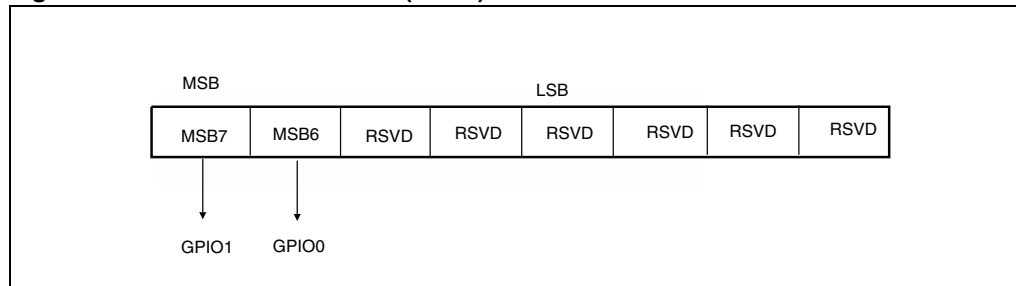 MSB LSB
MSB7 MSB6 RSVD RSVD RSVD RSVD RSVD RSVD
GPIO1 GPIO0